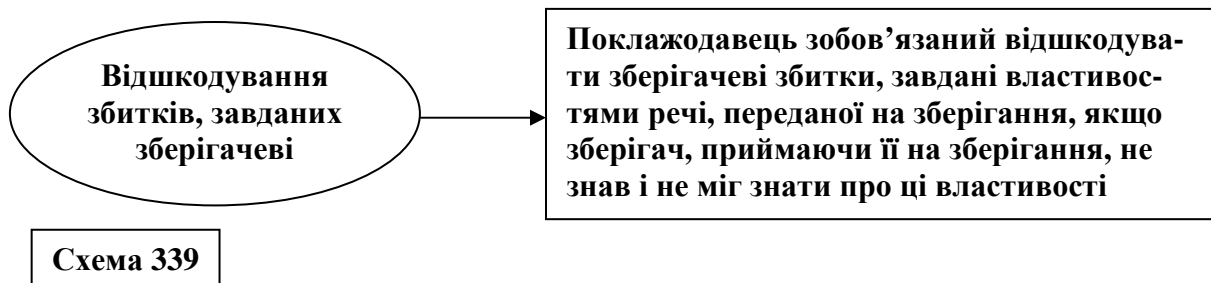 Відшкодування
збитків, завданих
зберігачеві
Поклажодавець зобов’язаний відшкодува-
ти зберігачеві збитки, завдані властивос-
тями речі, переданої на зберігання, якщо
зберігач, приймаючи її на зберігання, не
знав і не міг знати про ці властивості
Схема 339